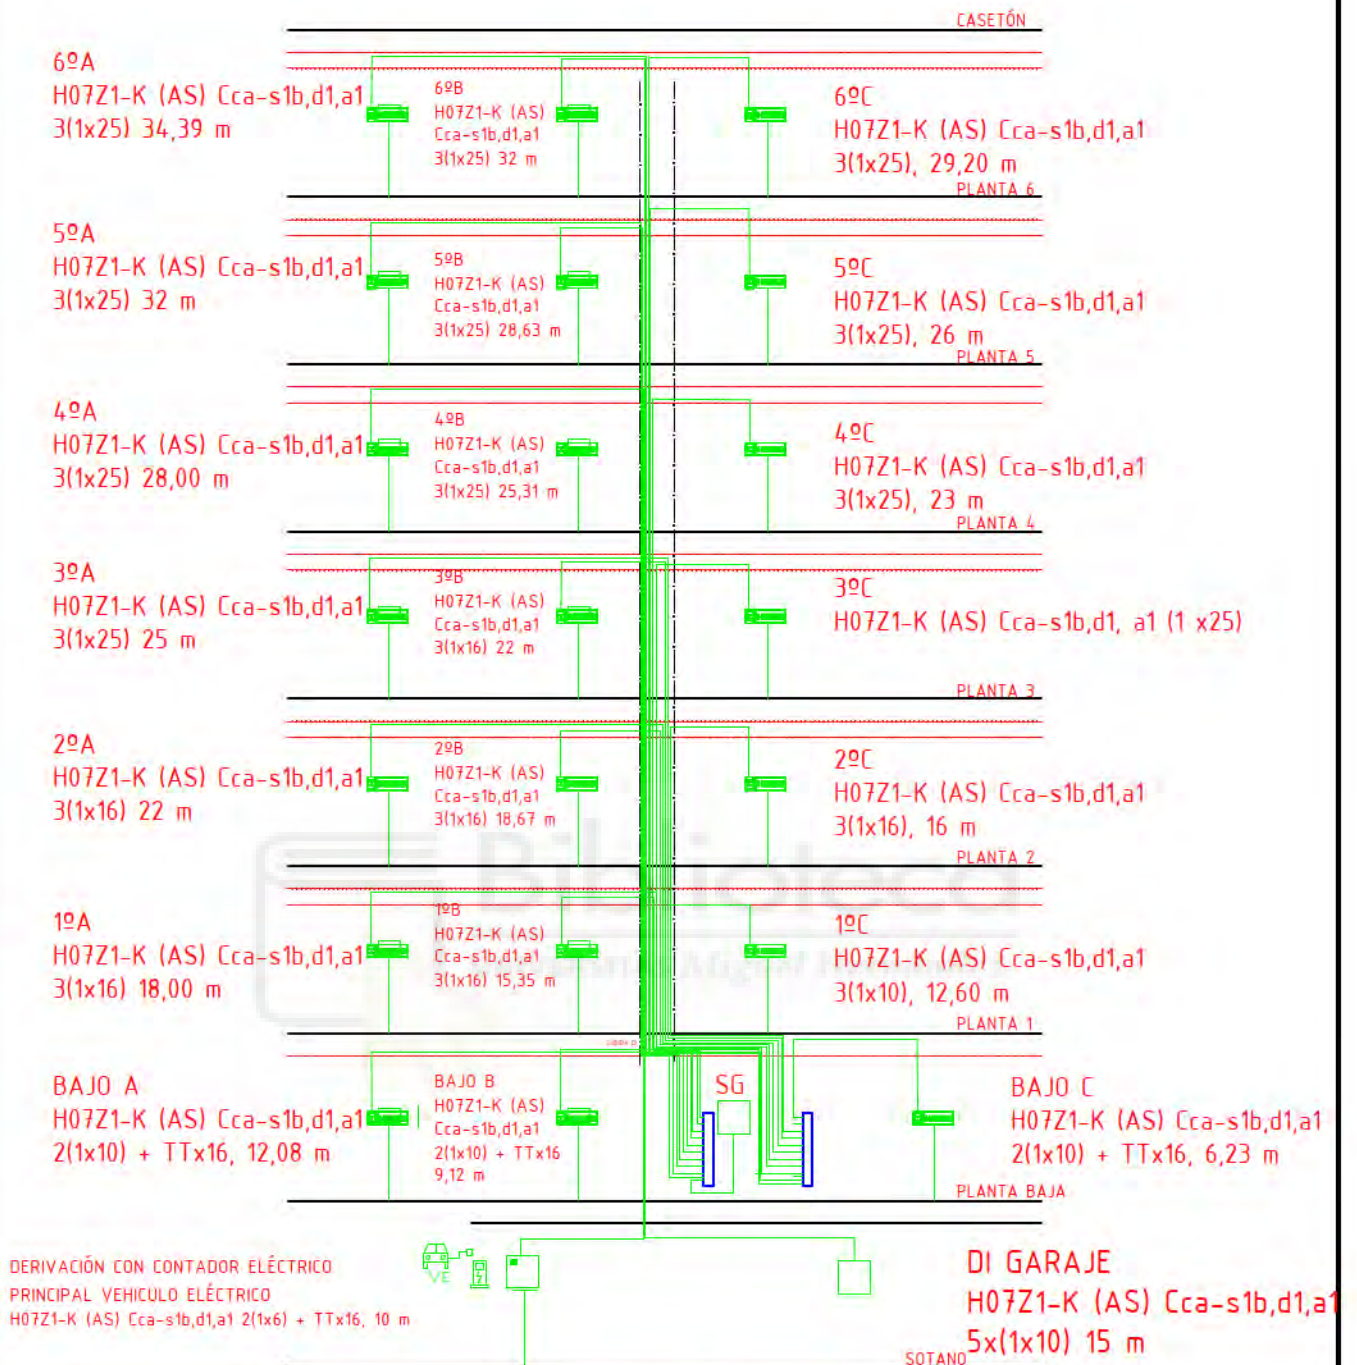 CASETÓN
6ºA
H07Z1-K (AS) Cca-s1b,d1,a1
3(1x25) 34,39 m
6ºB
H07Z1-K (AS)
Cca-s1b,d1,a1
3(1x25) 32 m
6ºC
H07Z1-K (AS) Cca-s1b,d1,a1
3(1x25), 29,20 m
PLANTA 6
5ºA
H07Z1-K (AS) Cca-s1b,d1,a1
3(1x25) 32 m
5ºB
H07Z1-K (AS)
Cca-s1b,d1,a1
3(1x25) 28,63 m
5ºC
H07Z1-K (AS) Cca-s1b,d1,a1
3(1x25), 26 m
PLANTA 5
4ºA
H07Z1-K (AS) Cca-s1b,d1,a1
3(1x25) 28,00 m
4ºB
H07Z1-K (AS)
Cca-s1b,d1,a1
3(1x25) 25,31 m
4ºC
H07Z1-K (AS) Cca-s1b,d1,a1
3(1x25), 23 m
PLANTA 4
3ºA
H07Z1-K (AS) Cca-s1b,d1,a1
3(1x25) 25 m
3ºB
H07Z1-K (AS)
Cca-s1b,d1,a1
3(1x16) 22 m
3ºC
H07Z1-K (AS) Cca-s1b,d1, a1 (1 x25)
PLANTA 3
2ºA
H07Z1-K (AS) Cca-s1b,d1,a1
3(1x16) 22 m
2ºB
H07Z1-K (AS)
Cca-s1b,d1,a1
3(1x16) 18,67 m
2ºC
H07Z1-K (AS) Cca-s1b,d1,a1
3(1x16), 16 m
PLANTA 2
Biblioteca
1ºA
H07Z1-K (AS) Cca-s1b,d1,a1
3(1x16) 18,00 m
1ºB
H07Z1-K (AS)
Cca-s1b,d1,a1
3(1x16) 15,35 m
1ºC
H07Z1-K (AS) Cca-s1b,d1,a1
3(1x10), 12,60 m
PLANTA 1
BAJO A
H07Z1-K (AS) Cca-s1b,d1,a1
2(1x10) + TTx16, 12,08 m
BAJO B
H07Z1-K (AS)
Cca-s1b,d1,a1
2(1x10) + TTx16
9,12 m
SG
BAJO C
H07Z1-K (AS) Cca-s1b,d1,a1
2(1x10) + TTx16, 6,23 m
PLANTA BAJA
DERIVACIÓN CON CONTADOR ELÉCTRICO
PRINCIPAL VEHICULO ELÉCTRICO
H07Z1-K (AS) Cca-s1b,d1,a1 2(1x6) + TTx16, 10 m
VE
DI GARAJE
H07Z1-K (AS) Cca-s1b,d1,a1
5x(1x10) 15 m
SOTANO